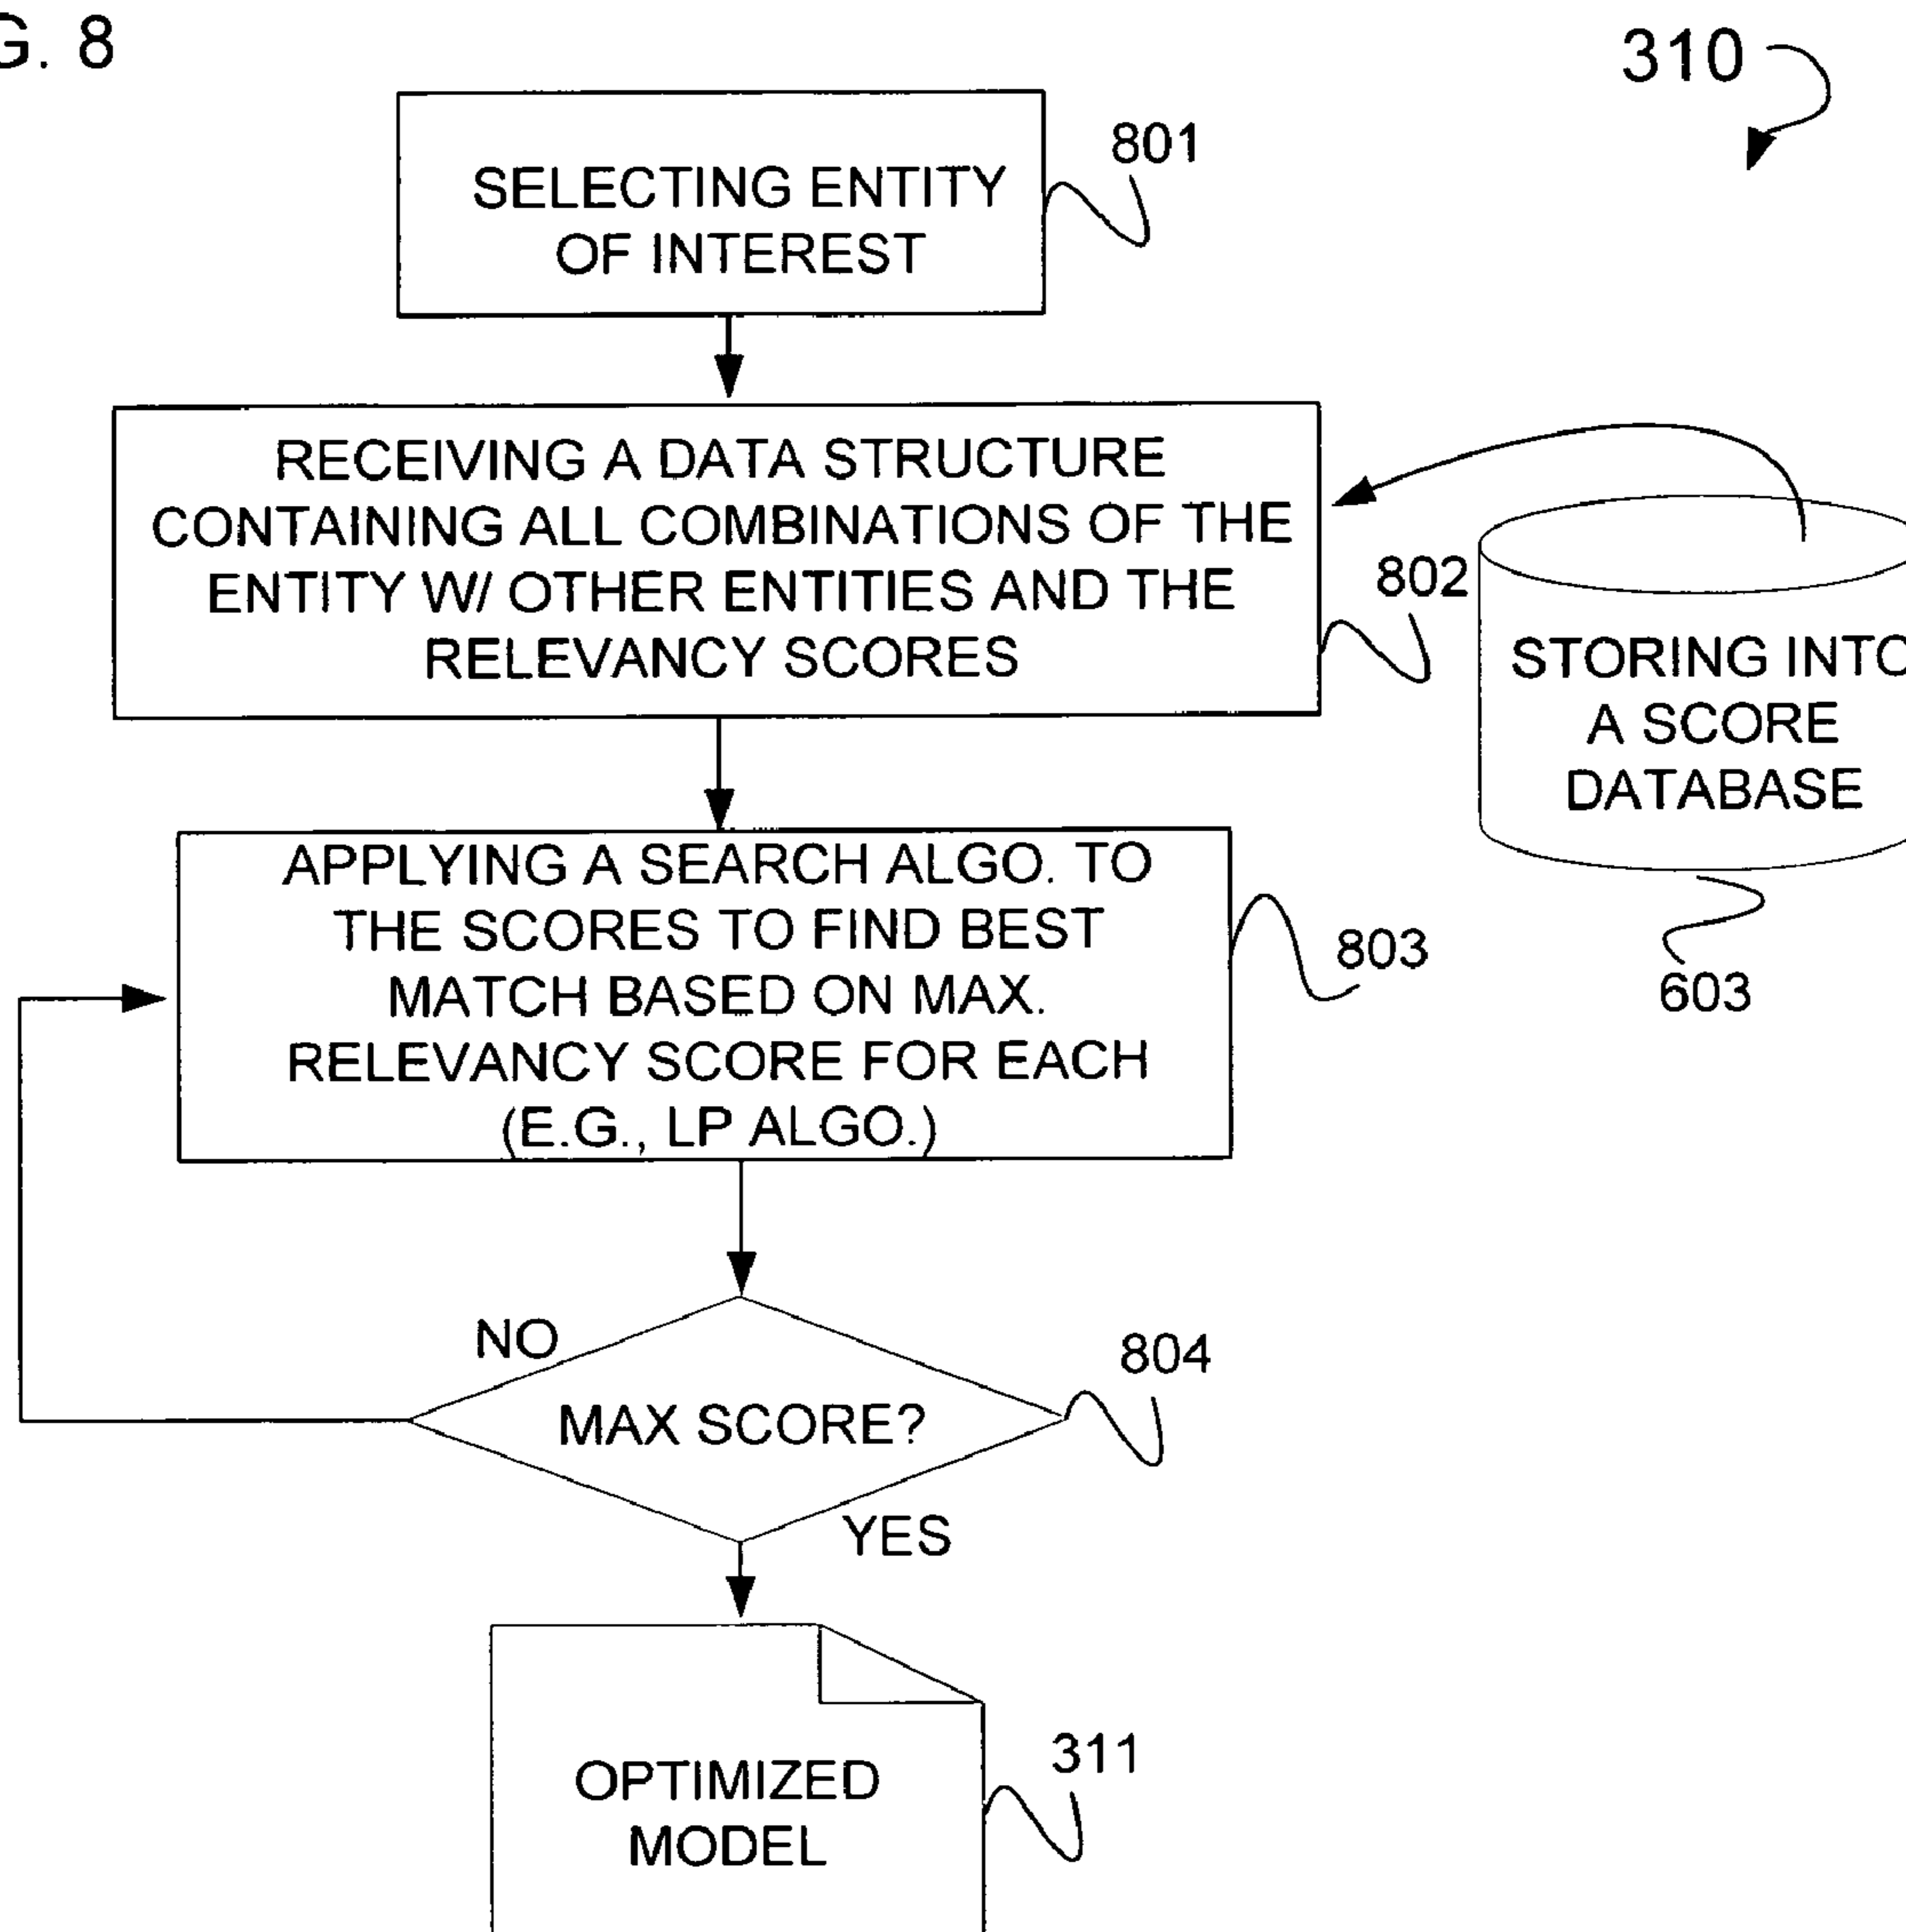 G. 8
310
SELECTING ENTITY
OF INTEREST
801
RECEIVING A DATA STRUCTURE
CONTAINING ALL COMBINATIONS OF THE
ENTITY W/ OTHER ENTITIES AND THE
RELEVANCY SCORES
802
STORING INTO
A SCORE
DATABASE
603
APPLYING A SEARCH ALGO. TO
THE SCORES TO FIND BEST
MATCH BASED ON MAX.
RELEVANCY SCORE FOR EACH
(E.G., LP ALGO.)
803
NO
MAX SCORE?
804
YES
OPTIMIZED
MODEL
311